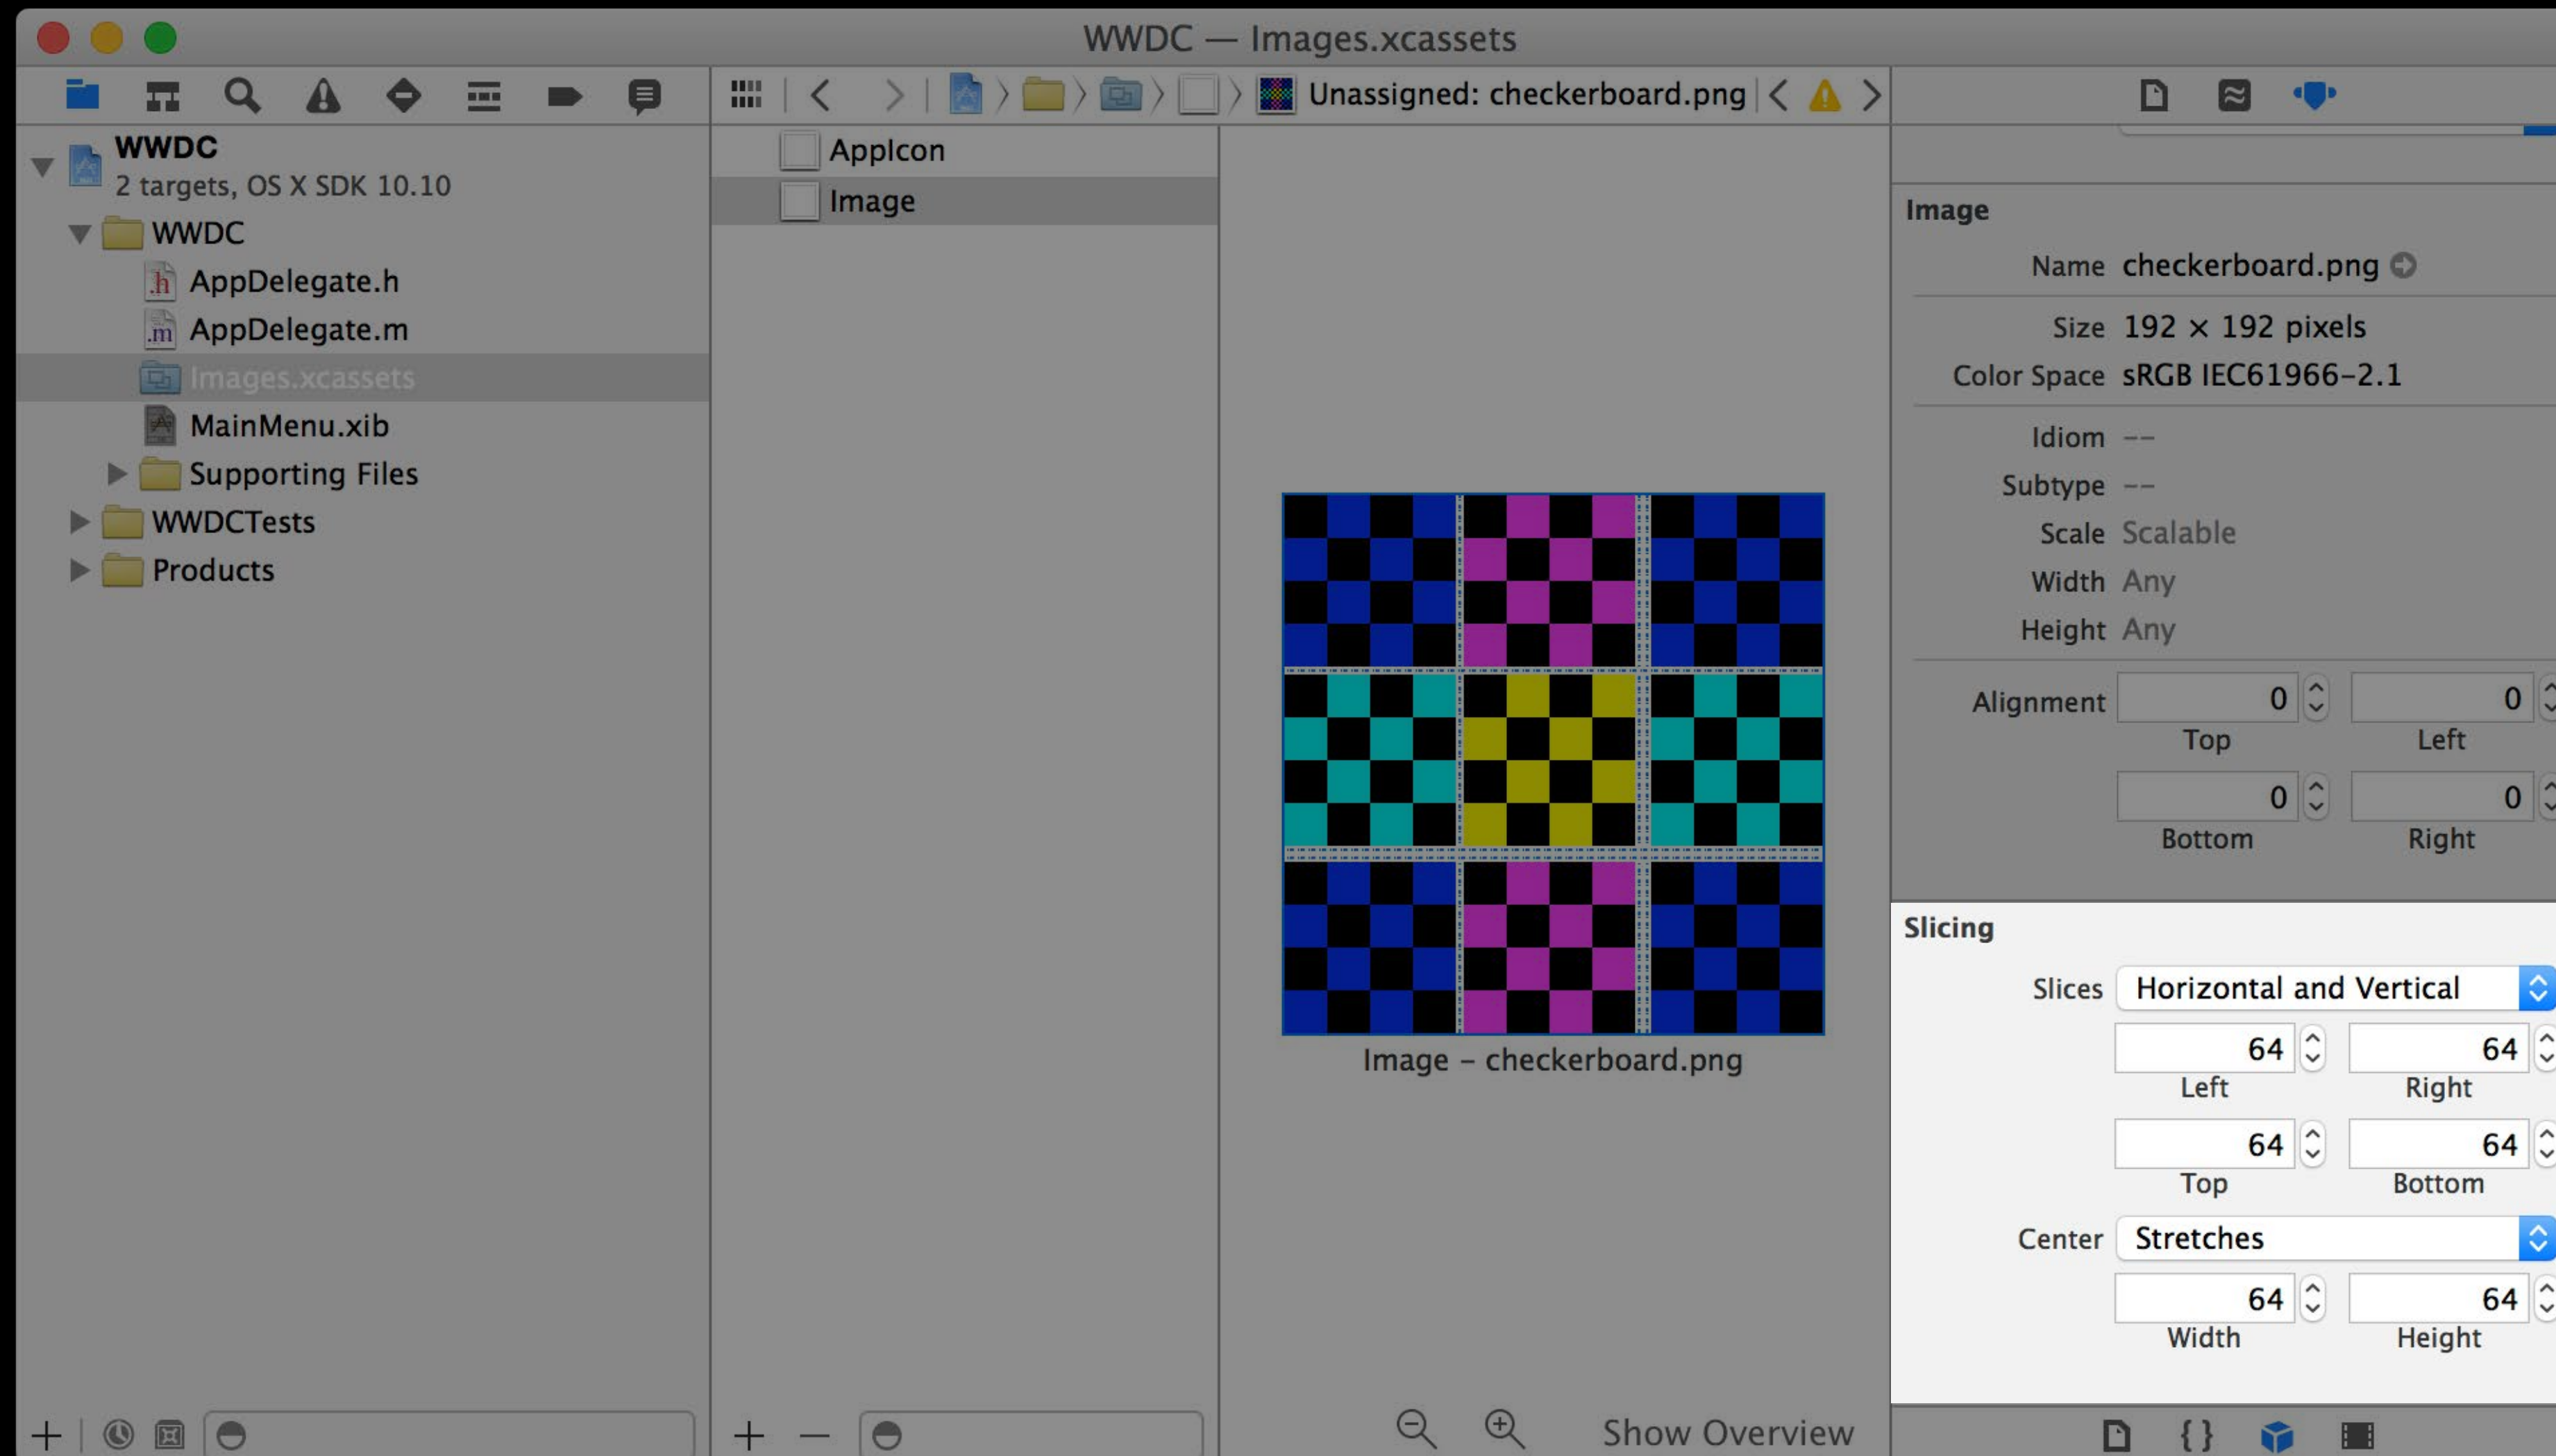 WWDC — Images.xcassets
Unassigned: checkerboard.png
WWDC
2 targets, OS X SDK 10.10
WWDC
AppDelegate.h
AppDelegate.m
Images.xcassets
MainMenu.xib
Supporting Files
WWDCTests
Products
AppIcon
Image
Image – checkerboard.png
Show Overview
Image
Name checkerboard.png
Size 192 × 192 pixels
Color Space sRGB IEC61966-2.1
Idiom --
Subtype --
Scale Scalable
Width Any
Height Any
Alignment 0 0
Top Left
0 0
Bottom Right
Slicing
Slices Horizontal and Vertical
64 64
Left Right
64 64
Top Bottom
Center Stretches
64 64
Width Height